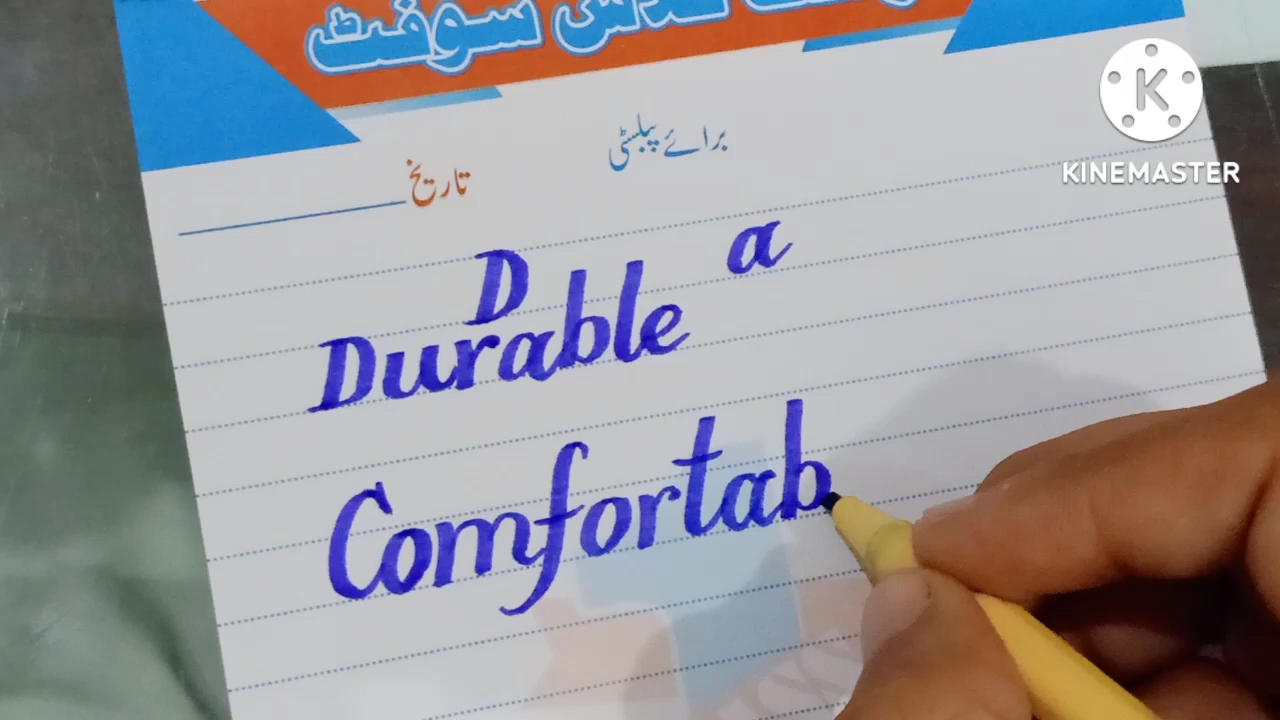 سوفٹ
برائے پبلسٹی
تاریخ
D a
Durable
Comfortab
K
KINEMASTER